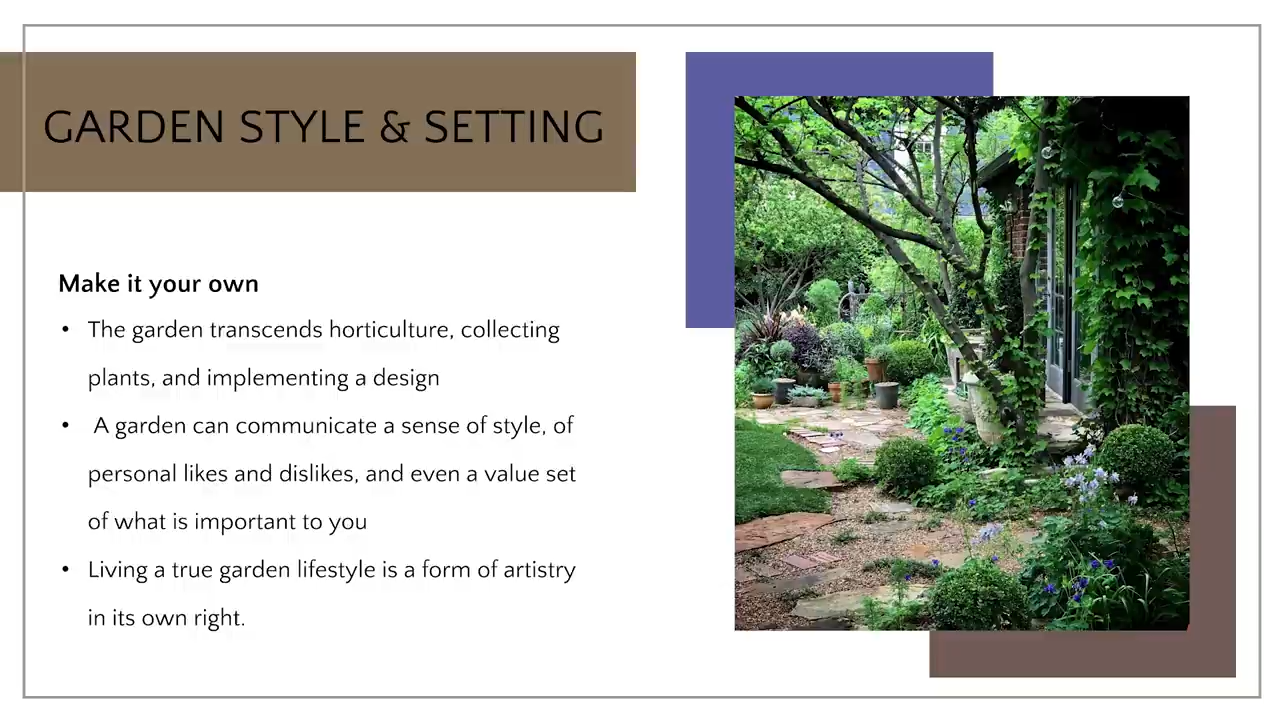 GARDEN STYLE & SETTING
Make it your own
• The garden transcends horticulture, collecting
plants, and implementing a design
• A garden can communicate a sense of style, of
personal likes and dislikes, and even a value set
of what is important to you
• Living a true garden lifestyle is a form of artistry
in its own right.